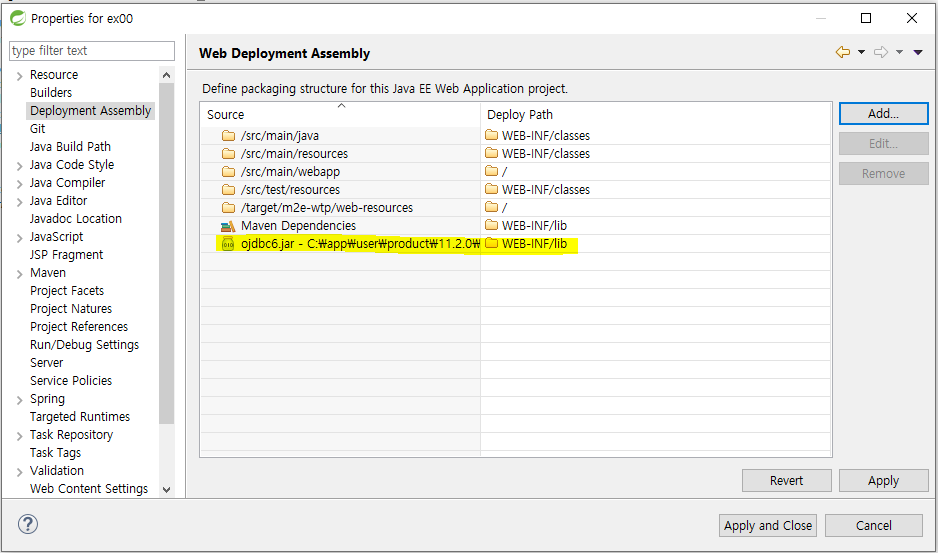 Properties for ex00
type filter text
Resource
Builders
Deployment Assembly
Git
Java Build Path
Java Code Style
Java Compiler
Java Editor
Javadoc Location
JavaScript
JSP Fragment
Maven
Project Facets
Project Natures
Project References
Run/Debug Settings
Server
Service Policies
Spring
Targeted Runtimes
Task Repository
Task Tags
Validation
Web Content Settings
Web Deployment Assembly
Define packaging structure for this Java EE Web Application project.
Source Deploy Path
/src/main/java WEB-INF/classes
/src/main/resources WEB-INF/classes
/src/main/webapp /
/src/test/resources WEB-INF/classes
/target/m2e-wtp/web-resources /
Maven Dependencies WEB-INF/lib
ojdbc6.jar - C:₩app₩user₩product₩11.2.0₩ WEB-INF/lib
Add...
Edit...
Remove
Revert Apply
? Apply and Close Cancel